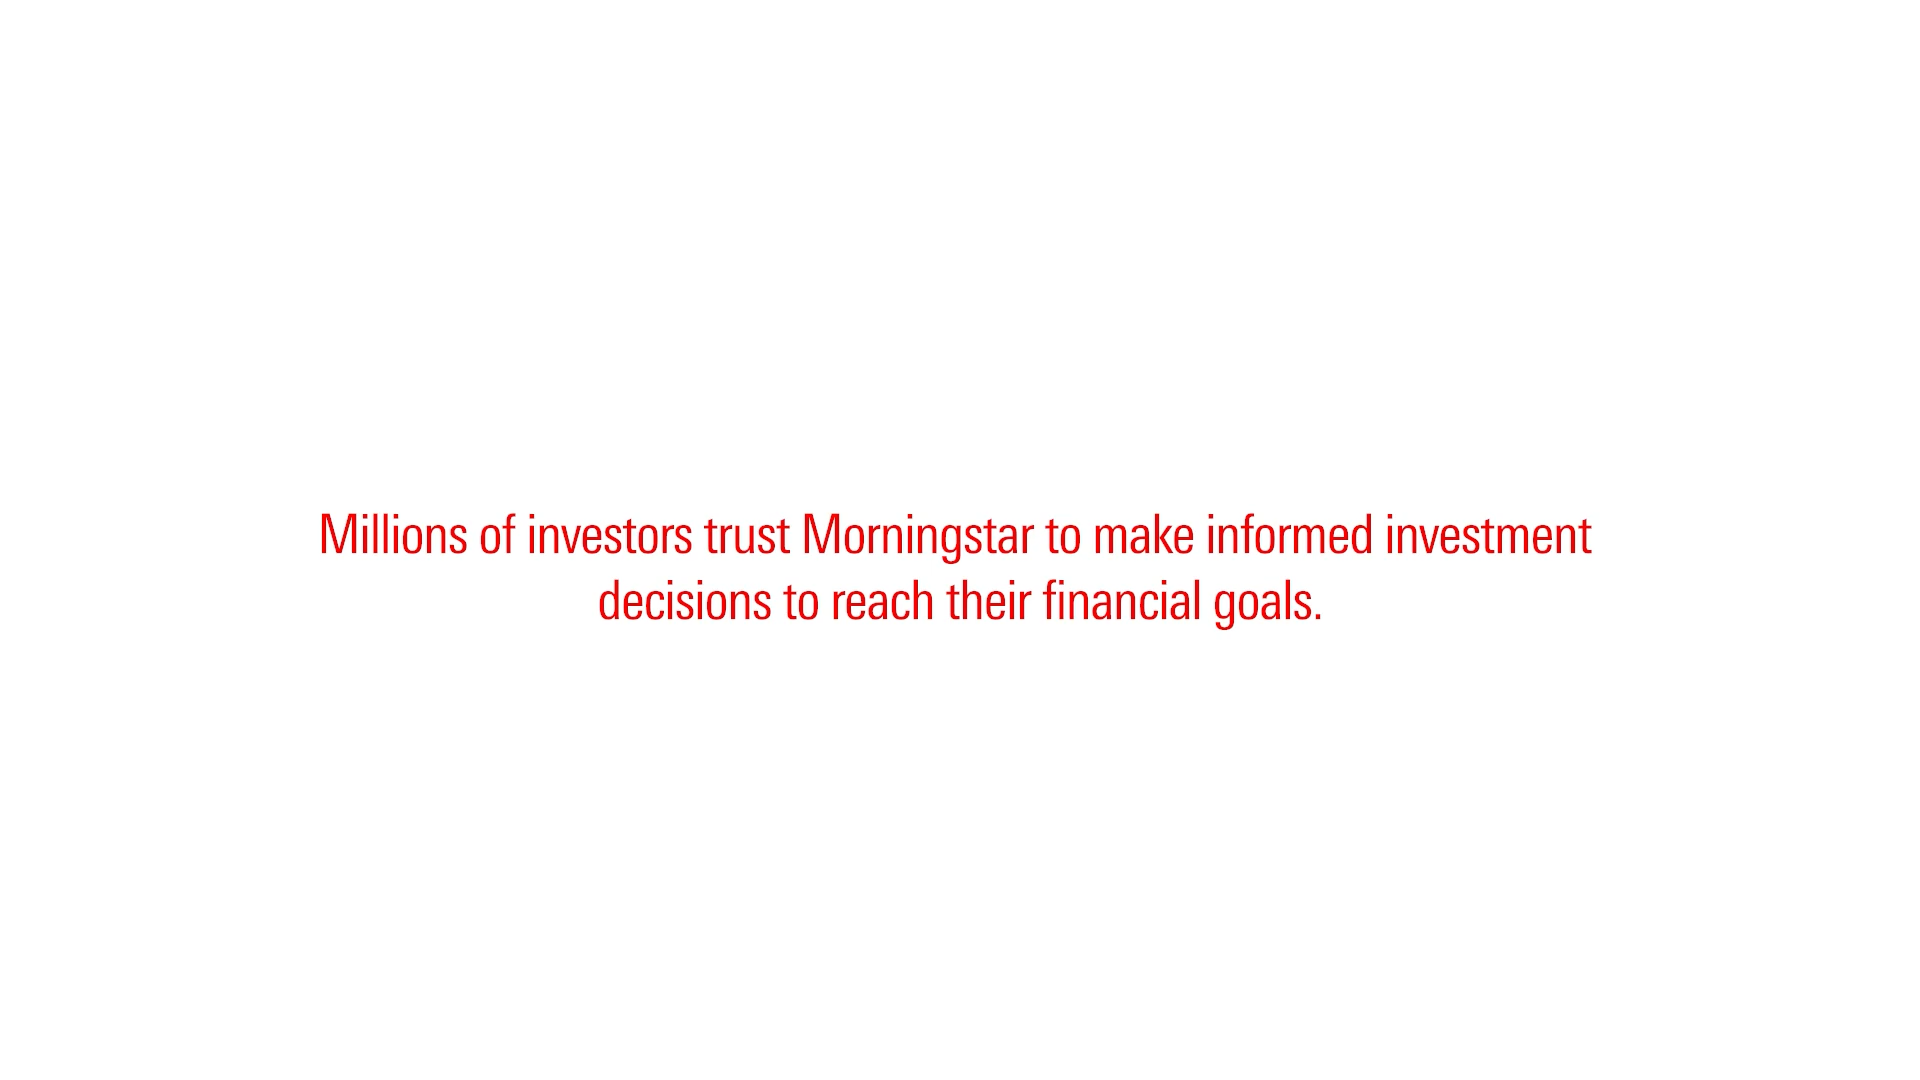 Millions of investors trust Morningstar to make informed investment
decisions to reach their financial goals.